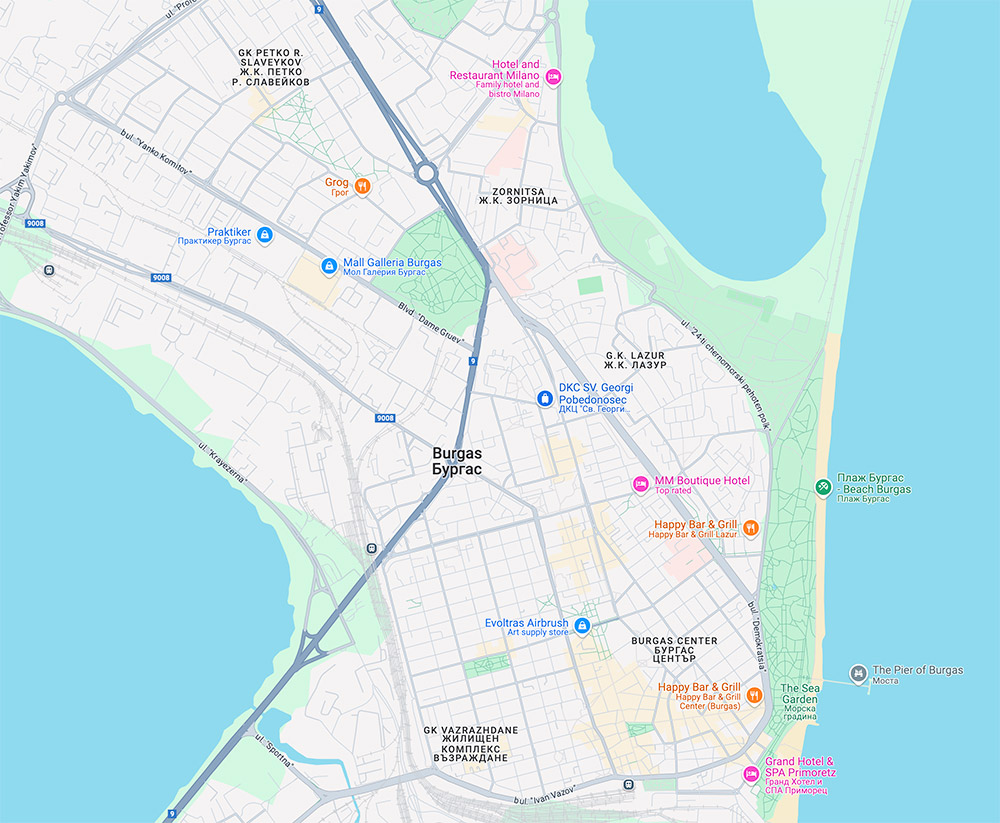 9
ul. "Prof
GK PETKO R.
SLAVEYKOV
Ж.К. ПЕТКО
Р. СЛАВЕЙКОВ
Hotel and
Restaurant Milano
Family hotel and
bistro Milano
bul. "Yanko Komitov"
Professor Yakim Yakimov"
Grog
Грог
ZORNITSA
Ж.К. ЗОРНИЦА
9008
Praktiker
Практикер Бургас
Mall Galleria Burgas
Мол Галерия Бургас
9008
Blvd. "Dame Gruev"
ul. "24-ti chernomorski pehoten polk"
9
G.K. LAZUR
Ж.К. ЛАЗУР
DKC SV. Georgi
Pobedonosec
ДКЦ "Св. Георги...
9008
Burgas
Бургас
ul. "Krayezerna"
MM Boutique Hotel
Top rated
Плаж Бургас
- Beach Burgas
Плаж Бургас
Happy Bar & Grill
Happy Bar & Grill Lazur
bul. "Demokratsia"
Evoltras Airbrush
Art supply store
BURGAS CENTER
БУРГАС
ЦЕНТЪР
The Pier of Burgas
Моста
Happy Bar & Grill
Happy Bar & Grill
Center (Burgas)
The Sea
Garden
Морска
градина
GK VAZRAZHDANE
ЖИЛИЩЕН
КОМПЛЕКС
ВЪЗРАЖДАНЕ
ul. "Sportna"
Grand Hotel &
SPA Primoretz
Гранд Хотел и
СПА Приморец
bul. "Ivan Vazov"
9